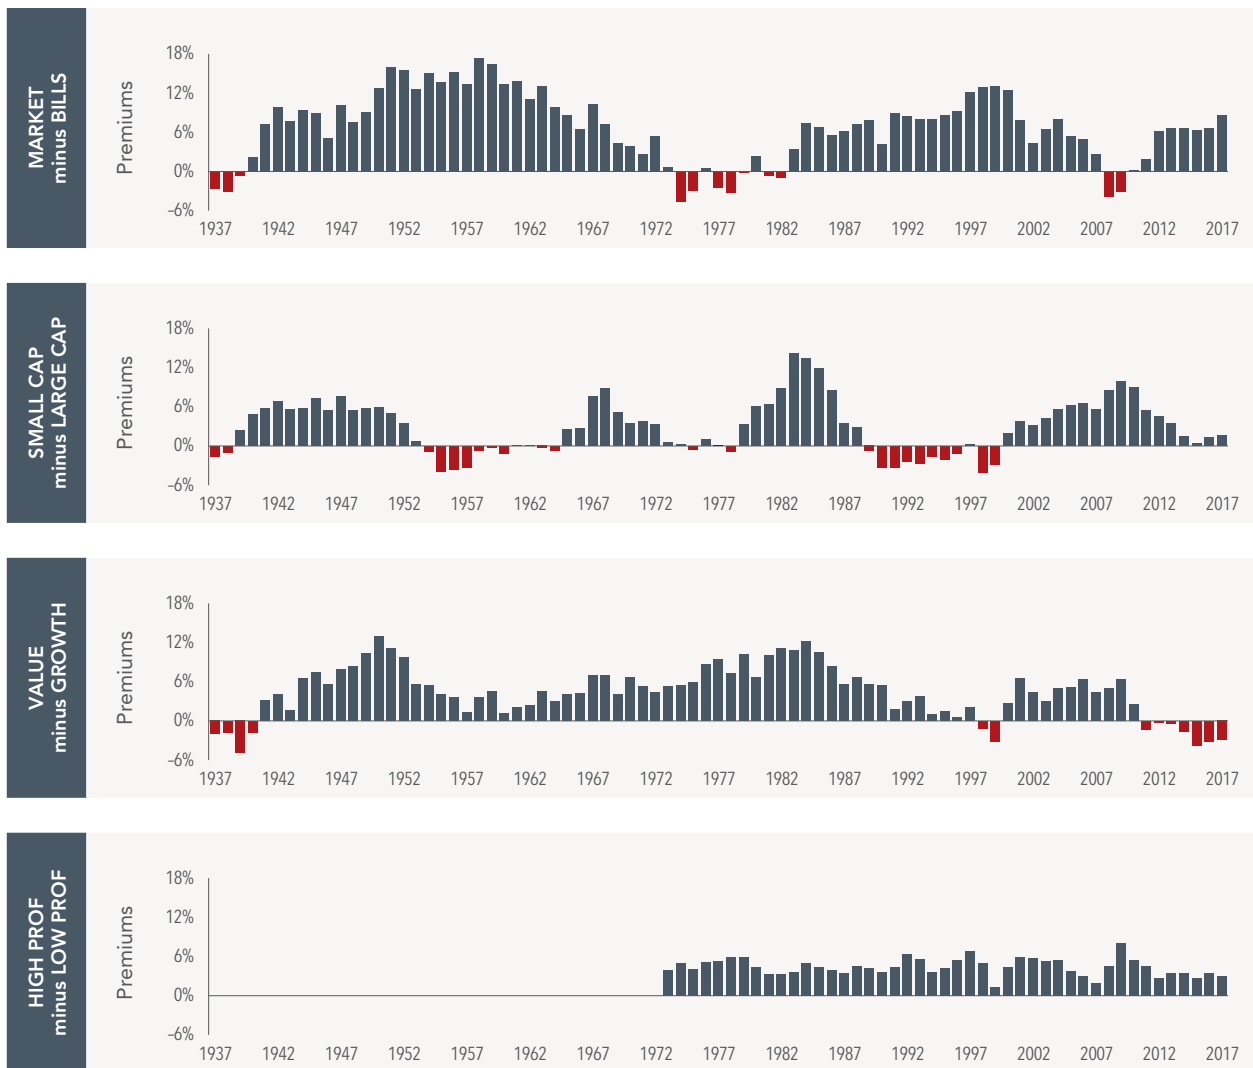 MARKET
minus BILLS
Premiums
18%
12%
6%
0%
–6%
1937 1942 1947 1952 1957 1962 1967 1972 1977 1982 1987 1992 1997 2002 2007 2012 2017
SMALL CAP
minus LARGE CAP
Premiums
18%
12%
6%
0%
–6%
1937 1942 1947 1952 1957 1962 1967 1972 1977 1982 1987 1992 1997 2002 2007 2012 2017
VALUE
minus GROWTH
Premiums
18%
12%
6%
0%
–6%
1937 1942 1947 1952 1957 1962 1967 1972 1977 1982 1987 1992 1997 2002 2007 2012 2017
HIGH PROF
minus LOW PROF
Premiums
18%
12%
6%
0%
–6%
1937 1942 1947 1952 1957 1962 1967 1972 1977 1982 1987 1992 1997 2002 2007 2012 2017